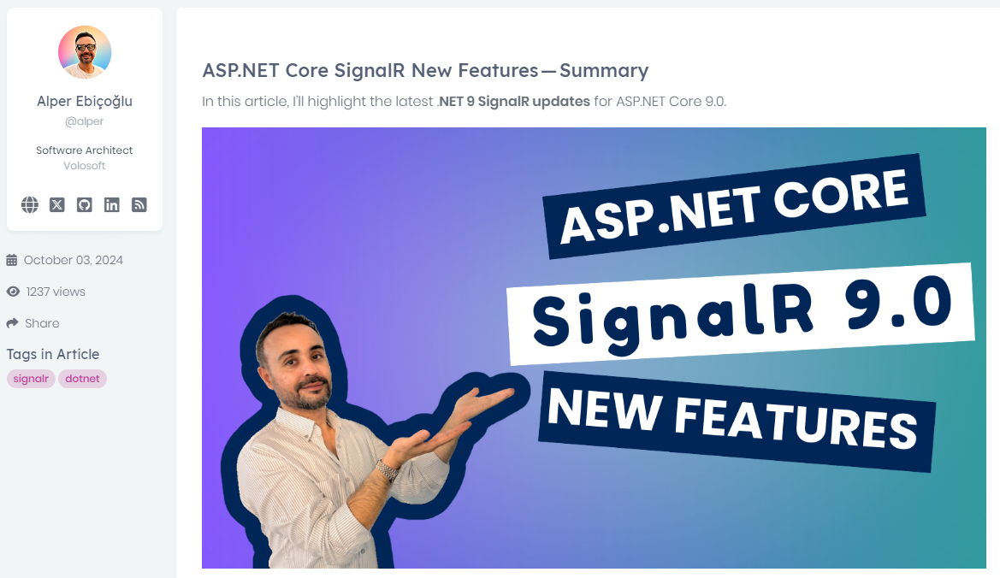 Alper Ebiçoğlu
@alper
Software Architect
Volosoft
October 03, 2024
1237 views
Share
Tags in Article
signalr dotnet
ASP.NET Core SignalR New Features — Summary
In this article, I'll highlight the latest .NET 9 SignalR updates for ASP.NET Core 9.0.
ASP.NET CORE
SignalR 9.0
NEW FEATURES